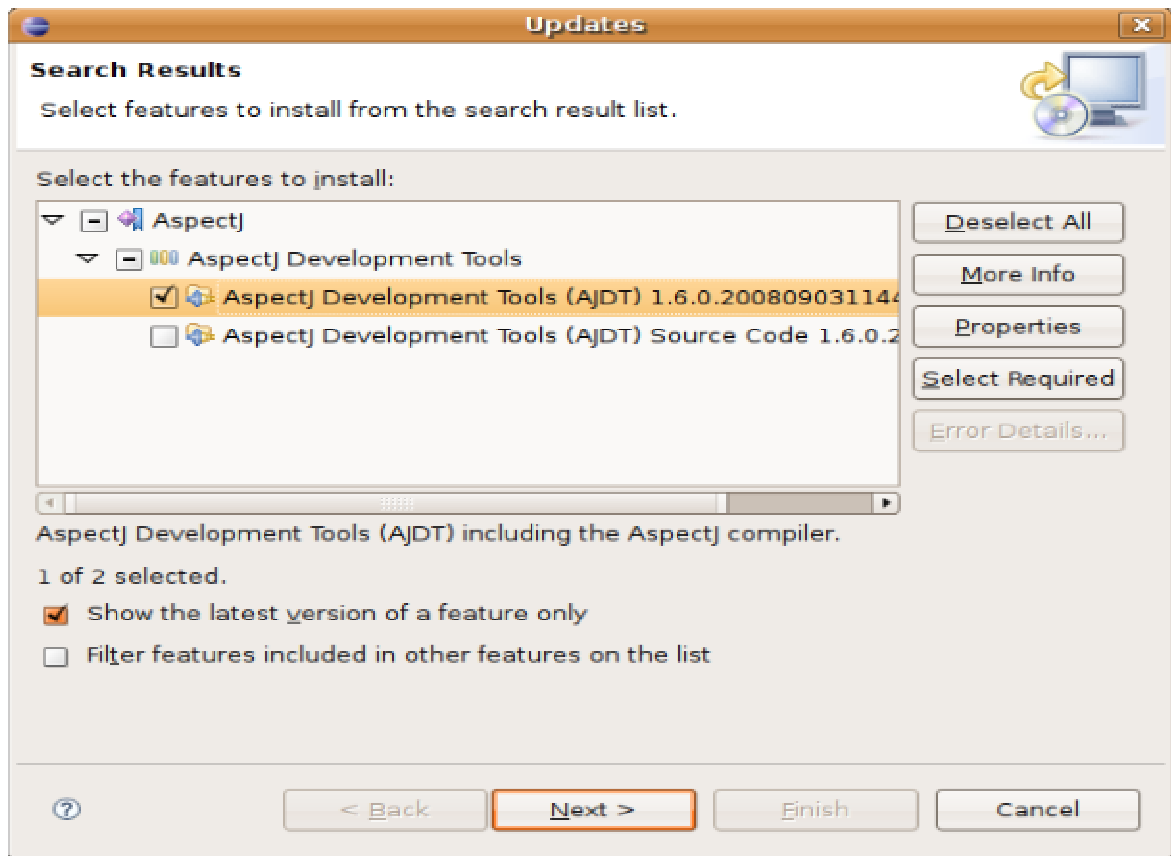 Updates
Search Results
Select features to install from the search result list.
Select the features to install:
AspectJ
AspectJ Development Tools
AspectJ Development Tools (AJDT) 1.6.0.20080903114
AspectJ Development Tools (AJDT) Source Code 1.6.0.2
Deselect All
More Info
Properties
Select Required
Error Details...
AspectJ Development Tools (AJDT) including the AspectJ compiler.
1 of 2 selected.
Show the latest version of a feature only
Filter features included in other features on the list
< Back
Next >
Finish
Cancel